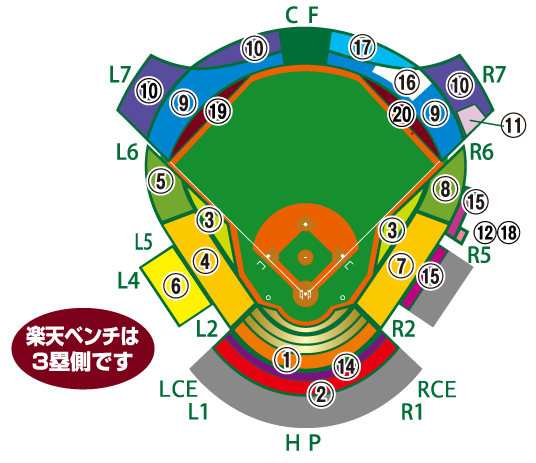 C F
⑩ ⑰
L7 ⑩ ⑯ ⑩ R7
⑨ ⑲ ⑳ ⑨ ⑪
L6 R6
⑤ ⑧ ⑮
③ ③ ⑫⑱
L5 R5
④ ⑦
L4 ⑥ ⑮
L2 R2
楽天ベンチは
3塁側です
① ⑭
LCE ② RCE
L1 R1
H P